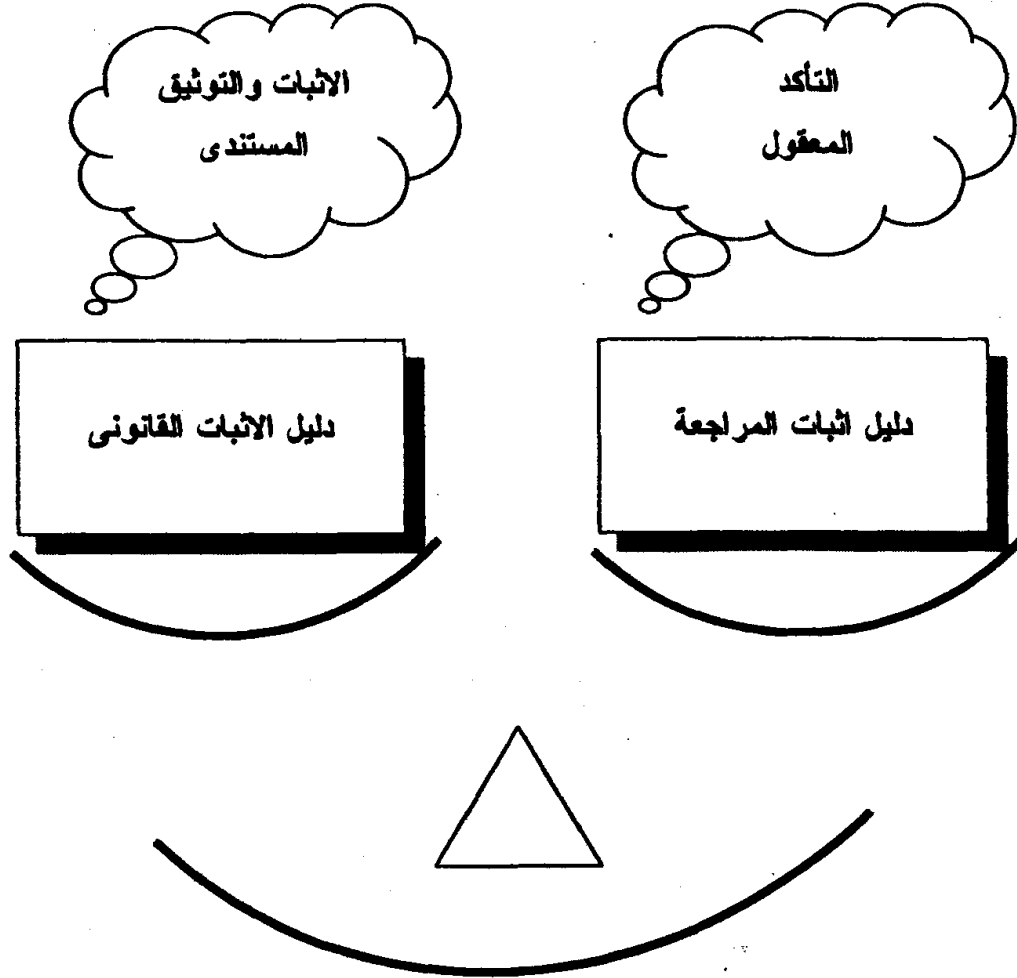 التأكد
المعقول
الاثبات والتوثيق
المستندى
دليل اثبات المراجعة
دليل الاثبات القانونى